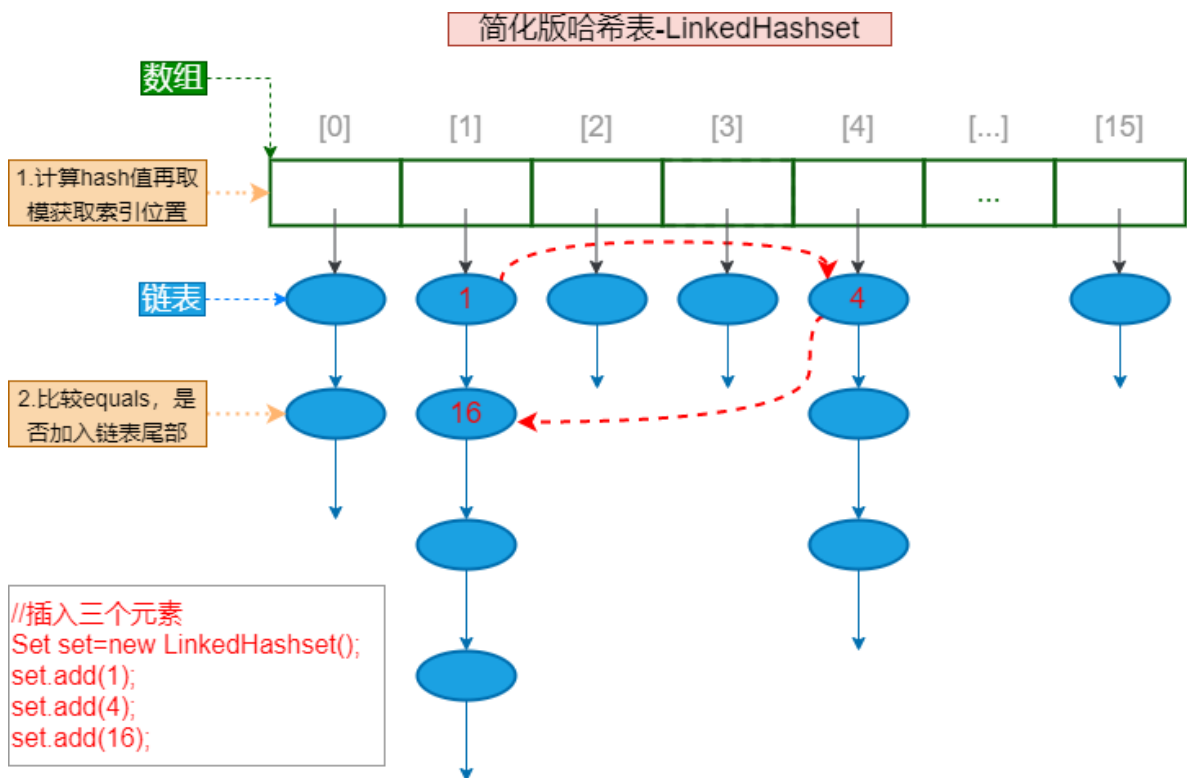 简化版哈希表-LinkedHashset
数组
[0] [1] [2] [3] [4] [...] [15]
1.计算hash值再取
模获取索引位置
...
链表
1
4
2.比较equals，是
否加入链表尾部
16
//插入三个元素
Set set=new LinkedHashset();
set.add(1);
set.add(4);
set.add(16);